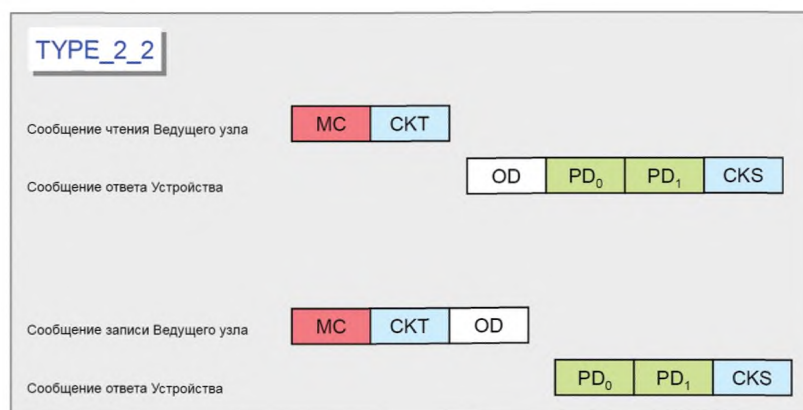 TYPE_2_2
Сообщение чтения Ведущего узла MC CKT
Сообщение ответа Устройства OD PD₀ PD₁ CKS
Сообщение записи Ведущего узла MC CKT OD
Сообщение ответа Устройства PD₀ PD₁ CKS